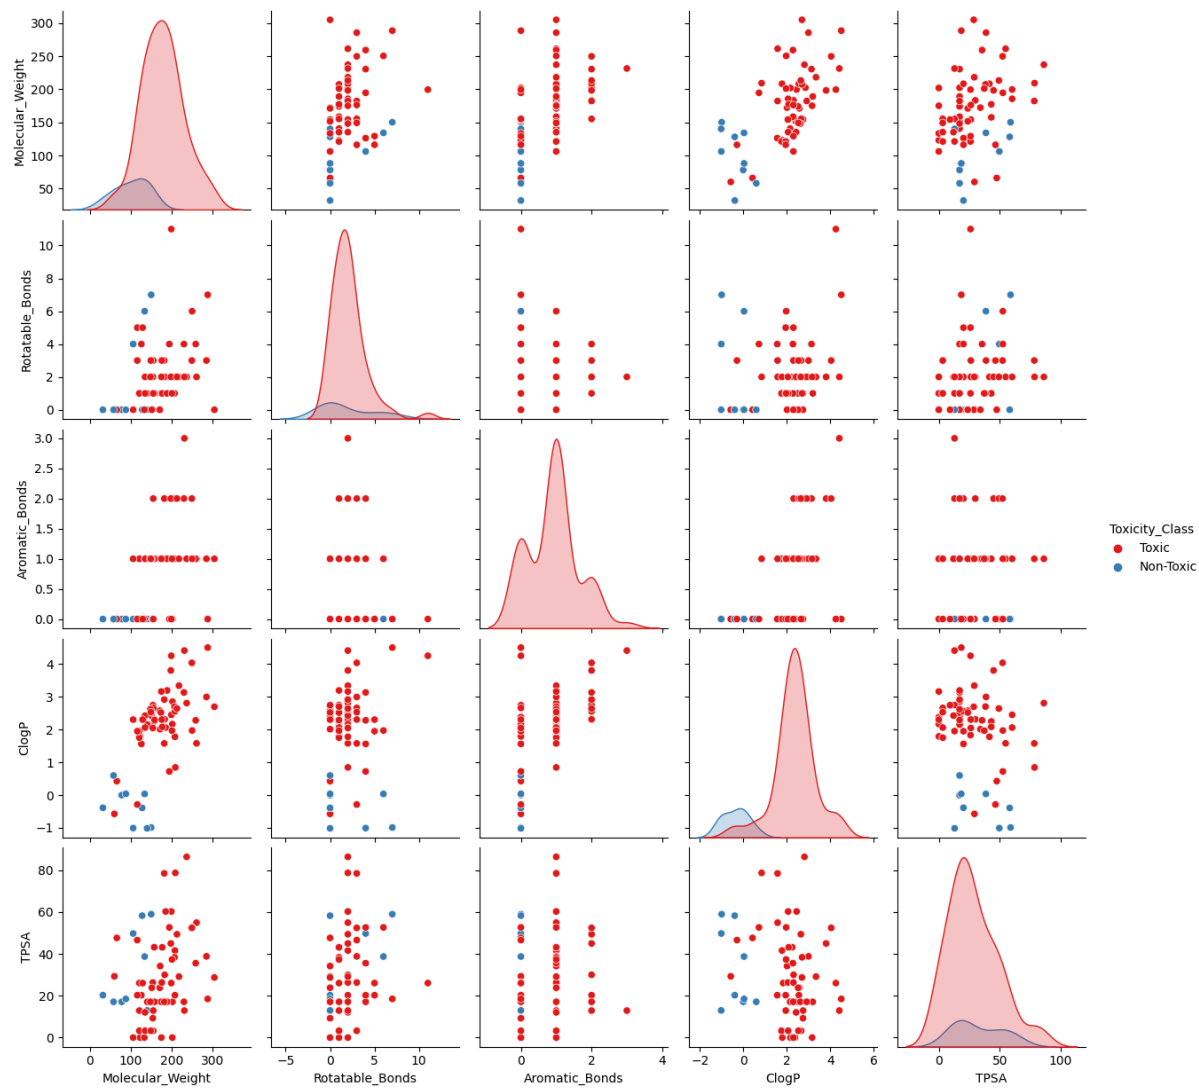 300
250
200
150
100
50
Molecular_Weight
10
8
6
4
2
0
Rotatable_Bonds
3.0
2.5
2.0
1.5
1.0
0.5
0.0
Aromatic_Bonds
Toxicity_Class
Toxic
Non-Toxic
4
3
2
1
0
−1
ClogP
80
60
40
20
0
TPSA
0 100 200 300
Molecular_Weight
−5 0 5 10
Rotatable_Bonds
0 2 4
Aromatic_Bonds
−2 0 2 4 6
ClogP
0 50 100
TPSA